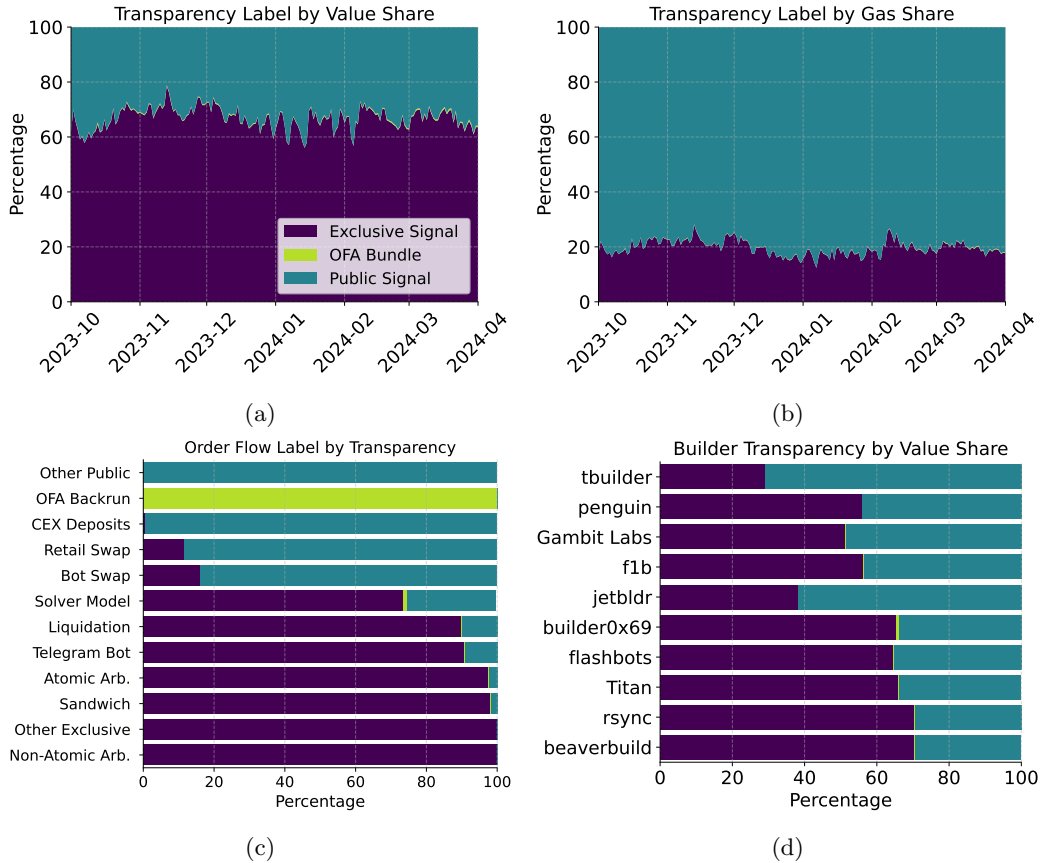 Transparency Label by Value Share
100
80
60
40
20
0
Percentage
Exclusive Signal
OFA Bundle
Public Signal
2023-10
2023-11
2023-12
2024-01
2024-02
2024-03
2024-04
(a)
Transparency Label by Gas Share
100
80
60
40
20
0
Percentage
2023-10
2023-11
2023-12
2024-01
2024-02
2024-03
2024-04
(b)
Order Flow Label by Transparency
Other Public
OFA Backrun
CEX Deposits
Retail Swap
Bot Swap
Solver Model
Liquidation
Telegram Bot
Atomic Arb.
Sandwich
Other Exclusive
Non-Atomic Arb.
0 20 40 60 80 100
Percentage
(c)
Builder Transparency by Value Share
tbuilder
penguin
Gambit Labs
f1b
jetbldr
builder0x69
flashbots
Titan
rsync
beaverbuild
0 20 40 60 80 100
Percentage
(d)